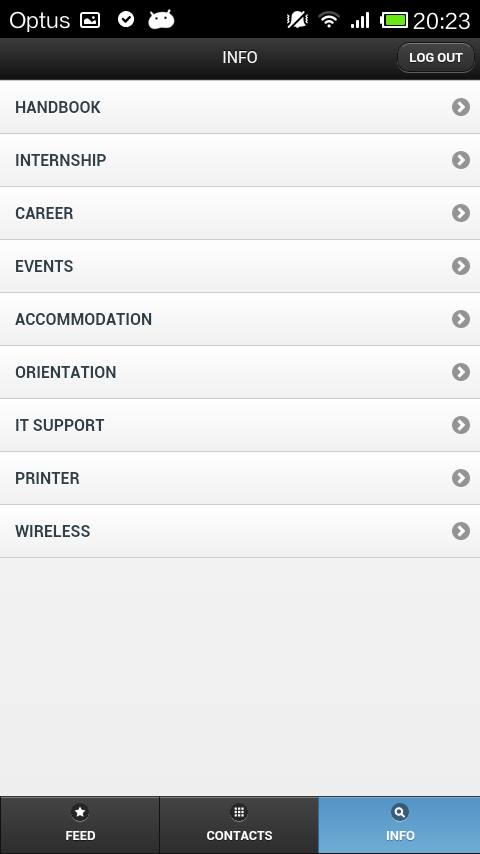 Optus 20:23
INFO LOG OUT
HANDBOOK
INTERNSHIP
CAREER
EVENTS
ACCOMMODATION
ORIENTATION
IT SUPPORT
PRINTER
WIRELESS
FEED CONTACTS INFO